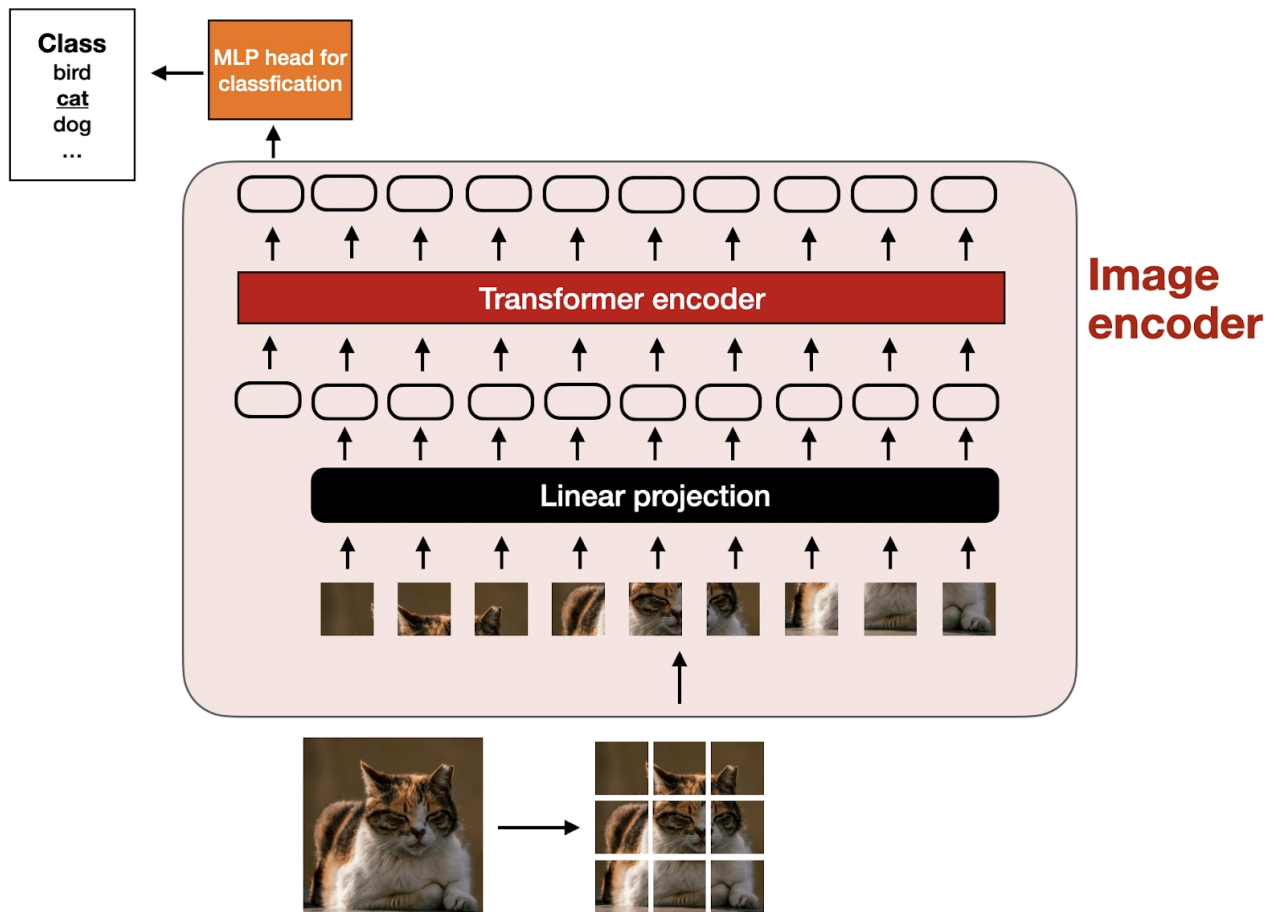 Class
bird
cat
dog
...
MLP head for
classfication
Transformer encoder
Image
encoder
Linear projection